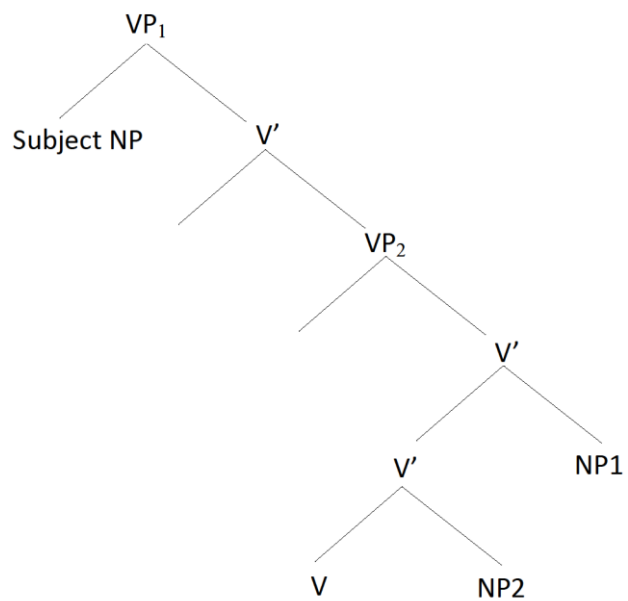 VP₁
Subject NP
V’
VP₂
V’
V’
NP1
V
NP2